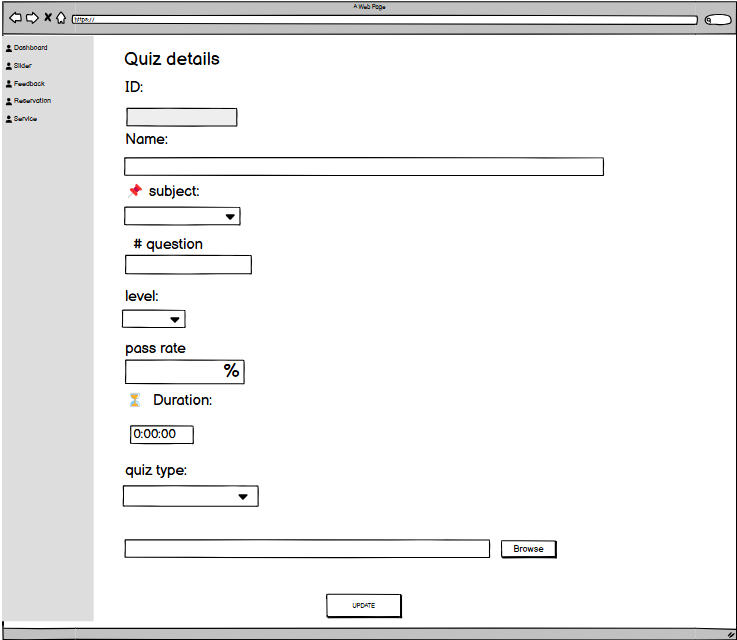 A Web Page
https://
Dashboard
Slider
Feedback
Reservation
Service
Quiz details
ID:
Name:
subject:
# question
level:
pass rate
%
Duration:
0:00:00
quiz type:
Browse
UPDATE